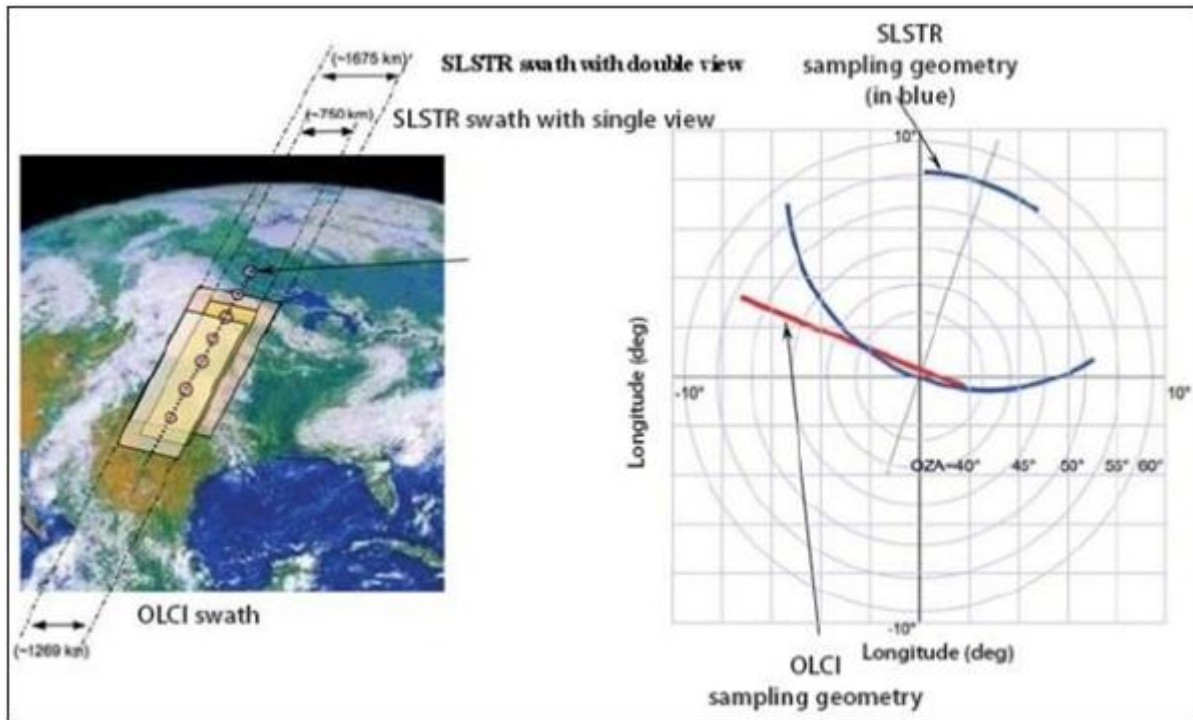 (~1675 km)
SLSTR swath with double view
(~750 km)
SLSTR swath with single view
OLCI swath
(~1269 km)
SLSTR
sampling geometry
(in blue)
10°
Longitude (deg)
-10°
10°
OZA=40° 45° 50° 55° 60°
-10°
Longitude (deg)
OLCI
sampling geometry